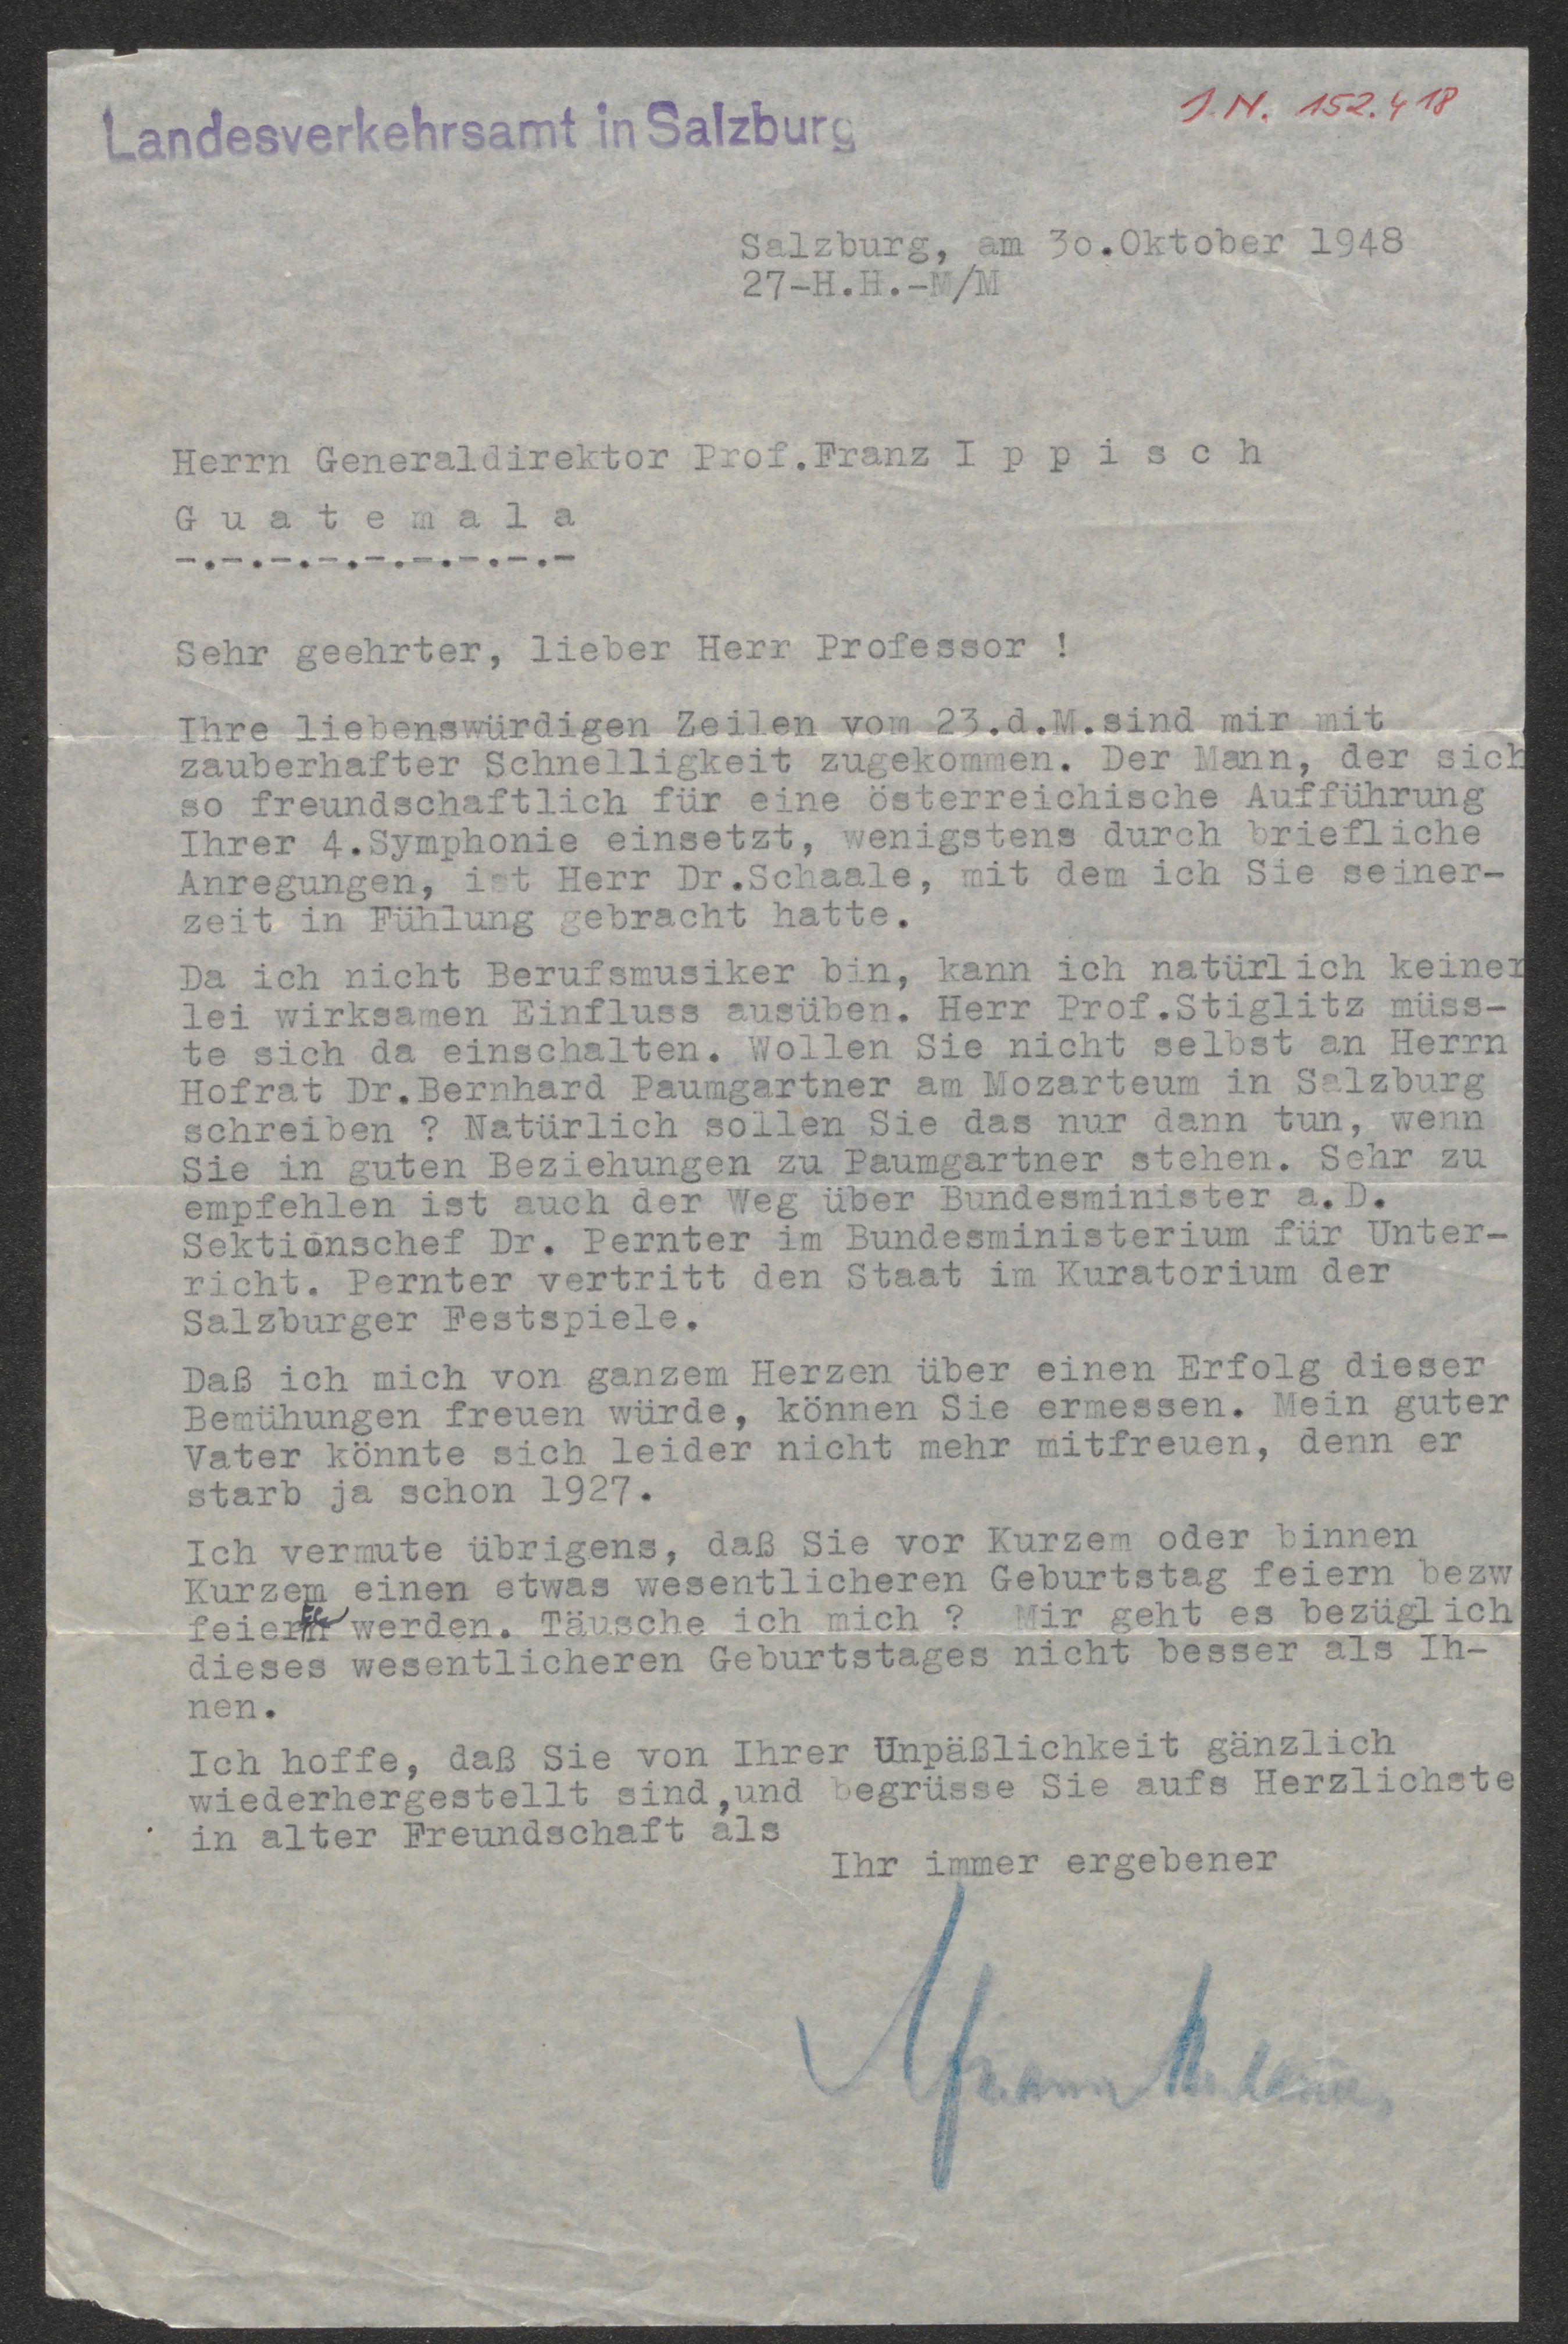 Landesverkehrsamt in Salzburg
J.N. 152.418
Salzburg, am 3o.Oktober 1948
27-H.H.-M/M
Herrn Generaldirektor Prof.Franz I p p i s c h
G u a t e m a l a
-.-.-.-.-.-.-.-.-
Sehr geehrter, lieber Herr Professor !
Ihre liebenswürdigen Zeilen vom 23.d.M.sind mir mit
zauberhafter Schnelligkeit zugekommen. Der Mann, der sich
so freundschaftlich für eine österreichische Aufführung
Ihrer 4.Symphonie einsetzt, wenigstens durch briefliche
Anregungen, ist Herr Dr.Schaale, mit dem ich Sie seiner-
zeit in Fühlung gebracht hatte.
Da ich nicht Berufsmusiker bin, kann ich natürlich keiner
lei wirksamen Einfluss ausüben. Herr Prof.Stiglitz müss-
te sich da einschalten. Wollen Sie nicht selbst an Herrn
Hofrat Dr.Bernhard Paumgartner am Mozarteum in Salzburg
schreiben ? Natürlich sollen Sie das nur dann tun, wenn
Sie in guten Beziehungen zu Paumgartner stehen. Sehr zu
empfehlen ist auch der Weg über Bundesminister a.D.
Sektionschef Dr. Pernter im Bundesministerium für Unter-
richt. Pernter vertritt den Staat im Kuratorium der
Salzburger Festspiele.
Daß ich mich von ganzem Herzen über einen Erfolg dieser
Bemühungen freuen würde, können Sie ermessen. Mein guter
Vater könnte sich leider nicht mehr mitfreuen, denn er
starb ja schon 1927.
Ich vermute übrigens, daß Sie vor Kurzem oder binnen
Kurzem einen etwas wesentlicheren Geburtstag feiern bezw
werden. Täusche ich mich ? Mir geht es bezüglich
dieses wesentlicheren Geburtstages nicht besser als Ih-
nen.
Ich hoffe, daß Sie von Ihrer Unpäßlichkeit gänzlich
wiederhergestellt sind,und begrüsse Sie aufs Herzlichste
in alter Freundschaft als
Ihr immer ergebener